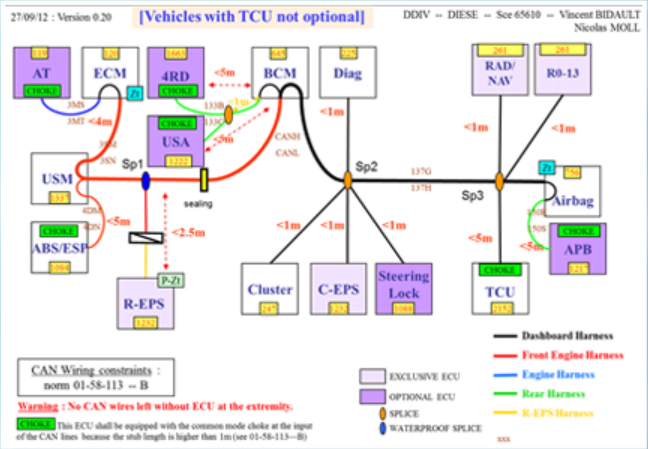 27/09/12 : Version 0.20
[Vehicles with TCU not optional]
DDIV -- DIESE -- Sce 65610 -- Vincent BIDAULT
Nicolas MOLL
119
AT
CHOKE
120
ECM
Zt
1663
4RD
CHOKE
645
BCM
225
Diag
261
RAD/
NAV
261
R0-13
3MS
3MT
<4m
<5m
133B
133C
<1m
CHOKE
USA
1222
<5m
CANH
CANL
<1m
<1m
<1m
3SN
USM
1337
Sp1
sealing
Sp2
137G
137H
Sp3
Zt
756
Airbag
4DM
4DN
<5m
CHOKE
ABS/ESP
1094
<2.5m
P-Zt
R-EPS
1232
<1m
<1m
<1m
Cluster
247
C-EPS
1232
Steering
Lock
1088
<5m
CHOKE
TCU
2132
150S
<5m
CHOKE
APB
1217
Dashboard Harness
Front Engine Harness
Engine Harness
Rear Harness
R-EPS Harness
CAN Wiring constraints :
norm 01-58-113 -- B
EXCLUSIVE ECU
OPTIONAL ECU
SPLICE
WATERPROOF SPLICE
Warning : No CAN wires left without ECU at the extremity.
CHOKE This ECU shall be equipped with the common mode choke at the input
of the CAN lines because the stub length is higher than 1m (see 01-58-113---B)
xxx